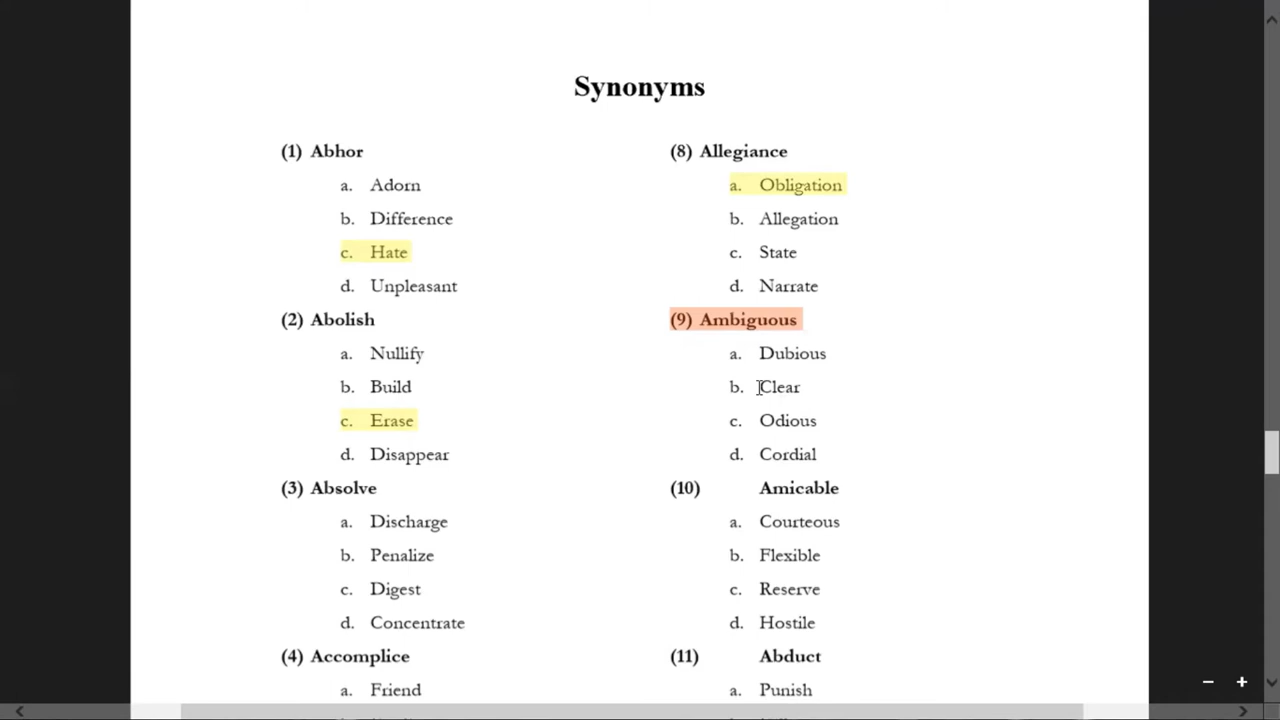 Synonyms
(1) Abhor
a. Adorn
b. Difference
c. Hate
d. Unpleasant
(2) Abolish
a. Nullify
b. Build
c. Erase
d. Disappear
(3) Absolve
a. Discharge
b. Penalize
c. Digest
d. Concentrate
(4) Accomplice
a. Friend
(8) Allegiance
a. Obligation
b. Allegation
c. State
d. Narrate
(9) Ambiguous
a. Dubious
b. Clear
c. Odious
d. Cordial
(10) Amicable
a. Courteous
b. Flexible
c. Reserve
d. Hostile
(11) Abduct
a. Punish